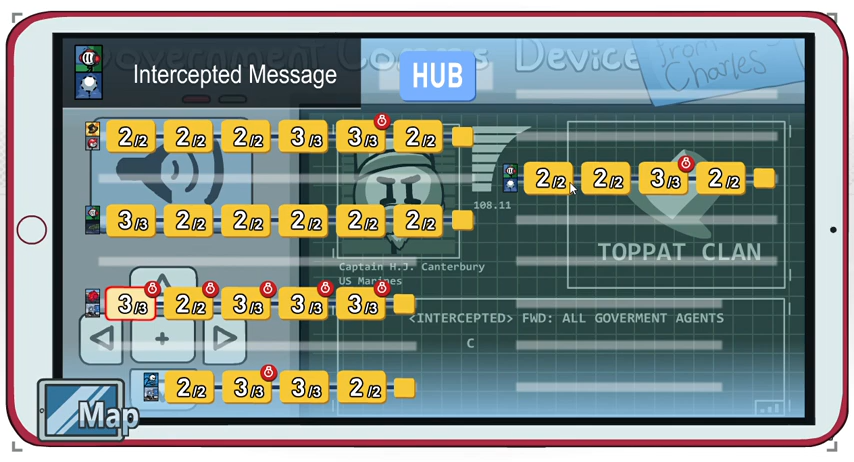 Device
from
Charles
Intercepted Message
HUB
2/2 2/2 2/2 3/3 3/3 2/2
2/2 2/2 3/3 2/2
108.11
3/3 2/2 2/2 2/2 2/2 2/2
TOPPAT CLAN
Captain H.J. Canterbury
US Marines
3/3 2/2 3/3 3/3 3/3
<INTERCEPTED> FWD: ALL GOVERMENT AGENTS
C
2/2 3/3 3/3 2/2
Map